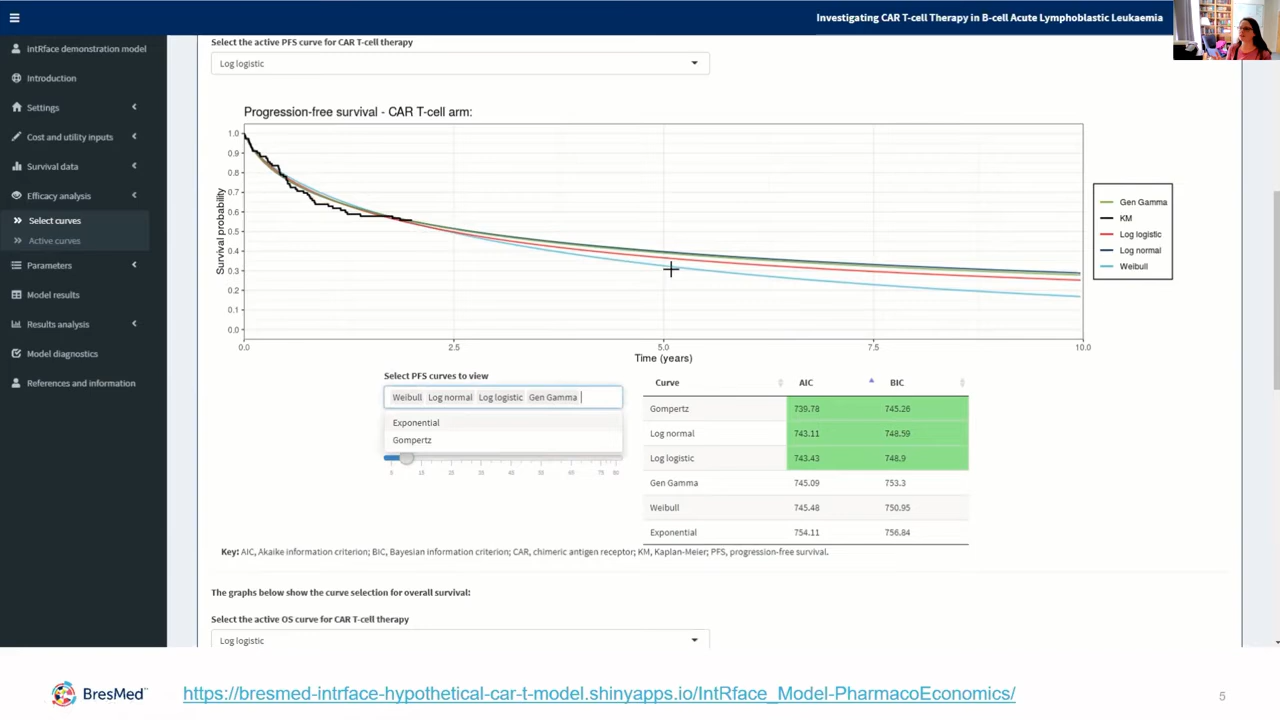 Investigating CAR T-cell Therapy in B-cell Acute Lymphoblastic Leukaemia
IntRface demonstration model
Introduction
Settings
Cost and utility inputs
Survival data
Efficacy analysis
Select curves
Active curves
Parameters
Model results
Results analysis
Model diagnostics
References and information
Select the active PFS curve for CAR T-cell therapy
Log logistic
Progression-free survival - CAR T-cell arm:
Survival probability
1.0
0.9
0.8
0.7
0.6
0.5
0.4
0.3
0.2
0.1
0.0
0.0 2.5 5.0 7.5 10.0
Time (years)
Gen Gamma
KM
Log logistic
Log normal
Weibull
Select PFS curves to view
Weibull Log normal Log logistic Gen Gamma
Exponential
Gompertz
5 15 25 35 45 55 65 75 80
Curve AIC BIC
Gompertz 739.78 745.26
Log normal 743.11 748.59
Log logistic 743.43 748.9
Gen Gamma 745.09 753.3
Weibull 745.48 750.95
Exponential 754.11 756.84
Key: AIC, Akaike information criterion; BIC, Bayesian information criterion; CAR, chimeric antigen receptor; KM, Kaplan-Meier; PFS, progression-free survival.
The graphs below show the curve selection for overall survival:
Select the active OS curve for CAR T-cell therapy
Log logistic
BresMed
https://bresmed-intrface-hypothetical-car-t-model.shinyapps.io/IntRface_Model-PharmacoEconomics/
5